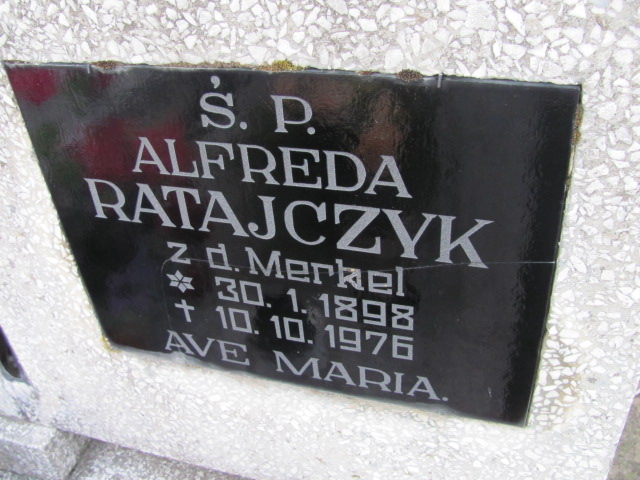 Ś. P.
ALFREDA
RATAJCZYK
z d. Merkel
* 30. 1. 1898
† 10. 10. 1976
AVE MARIA.